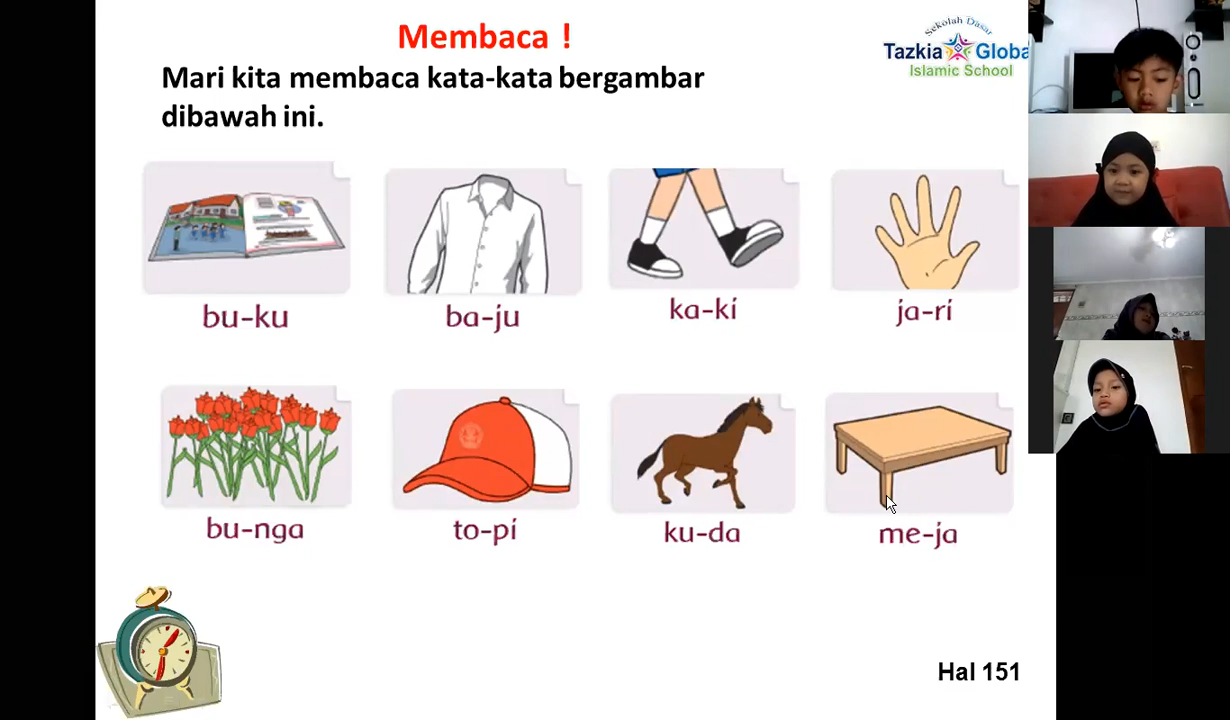 Membaca !
Sekolah Dasar
Tazkia Globa
Islamic School
Mari kita membaca kata-kata bergambar
dibawah ini.
bu-ku
ba-ju
ka-ki
ja-ri
bu-nga
to-pi
ku-da
me-ja
Hal 151